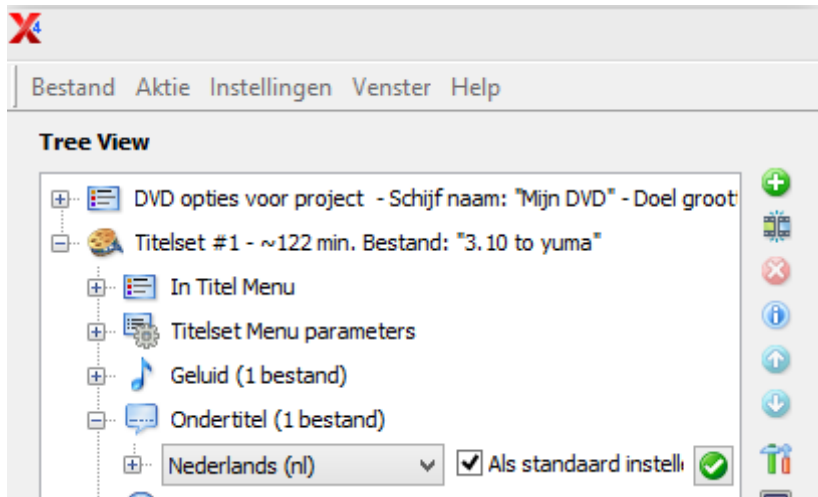 X4
Bestand Aktie Instellingen Venster Help
Tree View
DVD opties voor project - Schijf naam: "Mijn DVD" - Doel groott
Titelset #1 - ~122 min. Bestand: "3.10 to yuma"
In Titel Menu
Titelset Menu parameters
Geluid (1 bestand)
Ondertitel (1 bestand)
Nederlands (nl) Als standaard instell